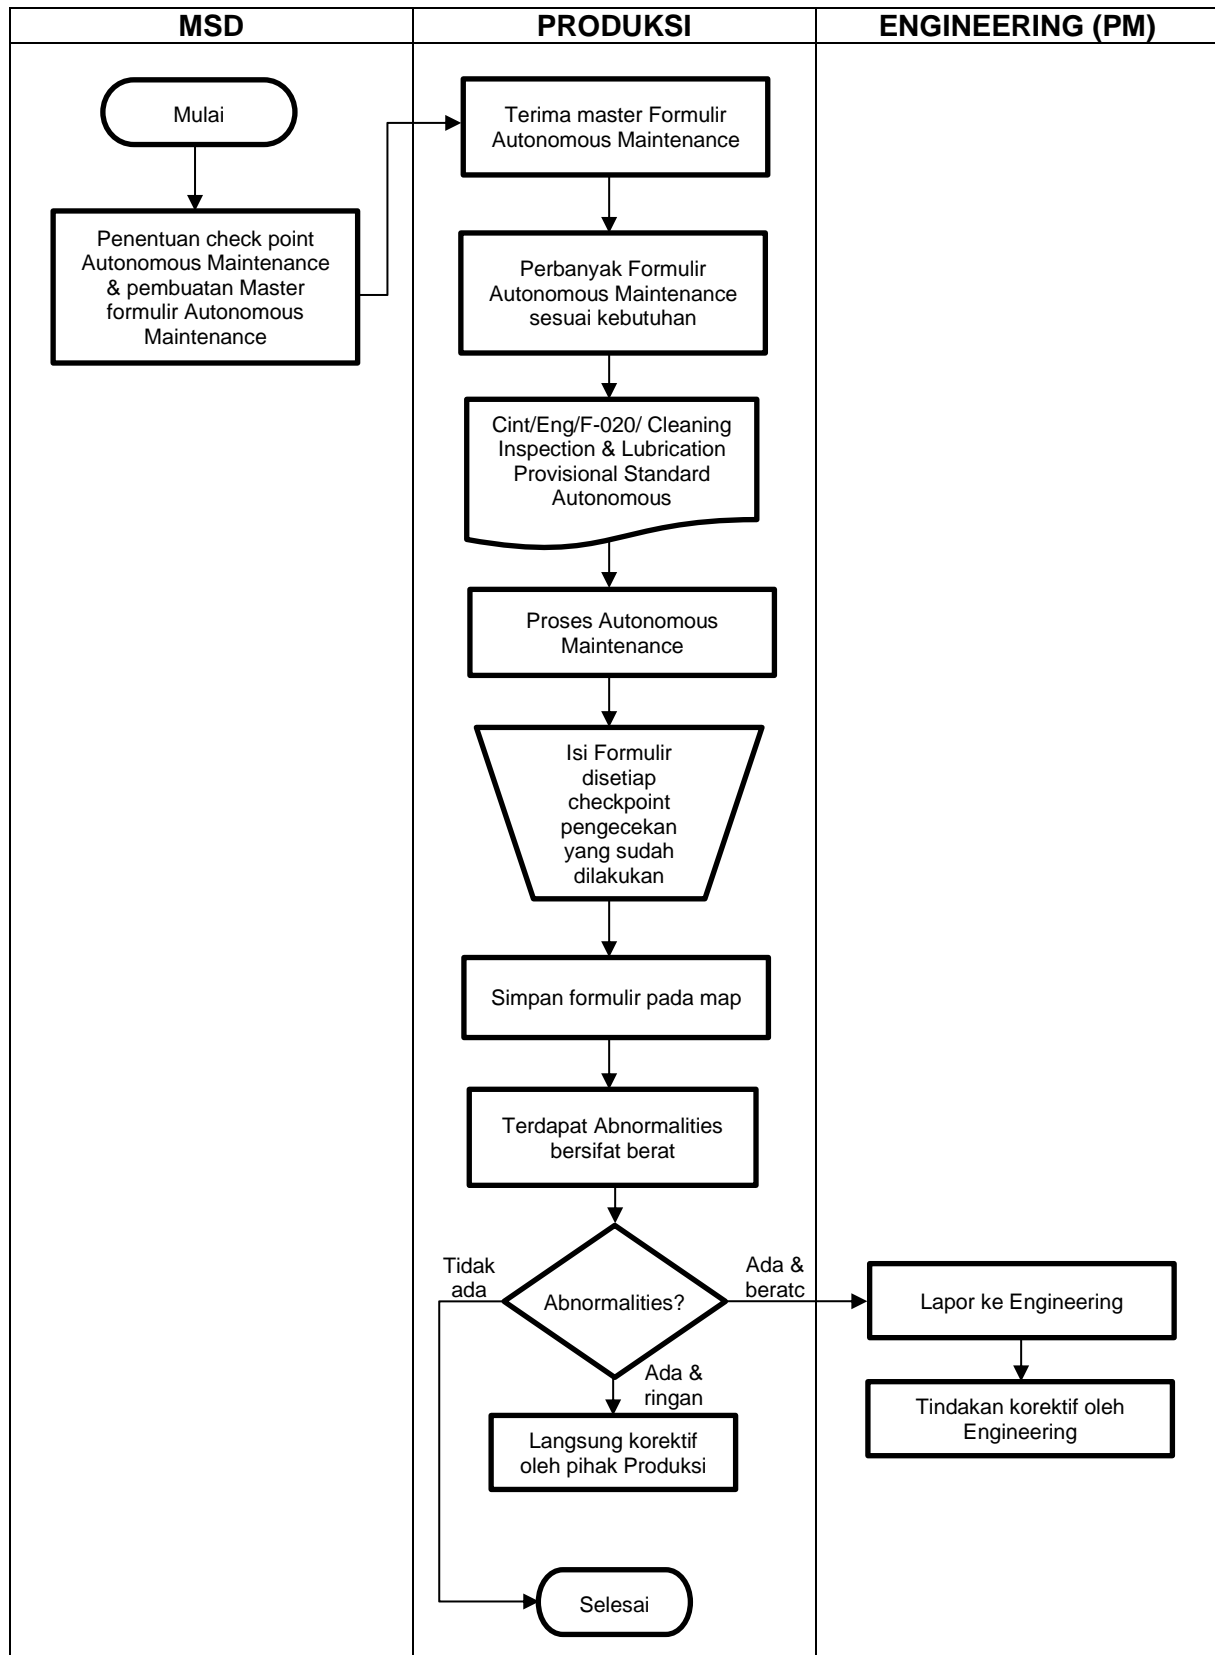 MSD
PRODUKSI
ENGINEERING (PM)
Mulai
Penentuan check point
Autonomous Maintenance
& pembuatan Master
formulir Autonomous
Maintenance
Terima master Formulir
Autonomous Maintenance
Perbanyak Formulir
Autonomous Maintenance
sesuai kebutuhan
Cint/Eng/F-020/ Cleaning
Inspection & Lubrication
Provisional Standard
Autonomous
Proses Autonomous
Maintenance
Isi Formulir
disetiap
checkpoint
pengecekan
yang sudah
dilakukan
Simpan formulir pada map
Terdapat Abnormalities
bersifat berat
Tidak
ada
Abnormalities?
Ada &
beratc
Lapor ke Engineering
Tindakan korektif oleh
Engineering
Ada &
ringan
Langsung korektif
oleh pihak Produksi
Selesai